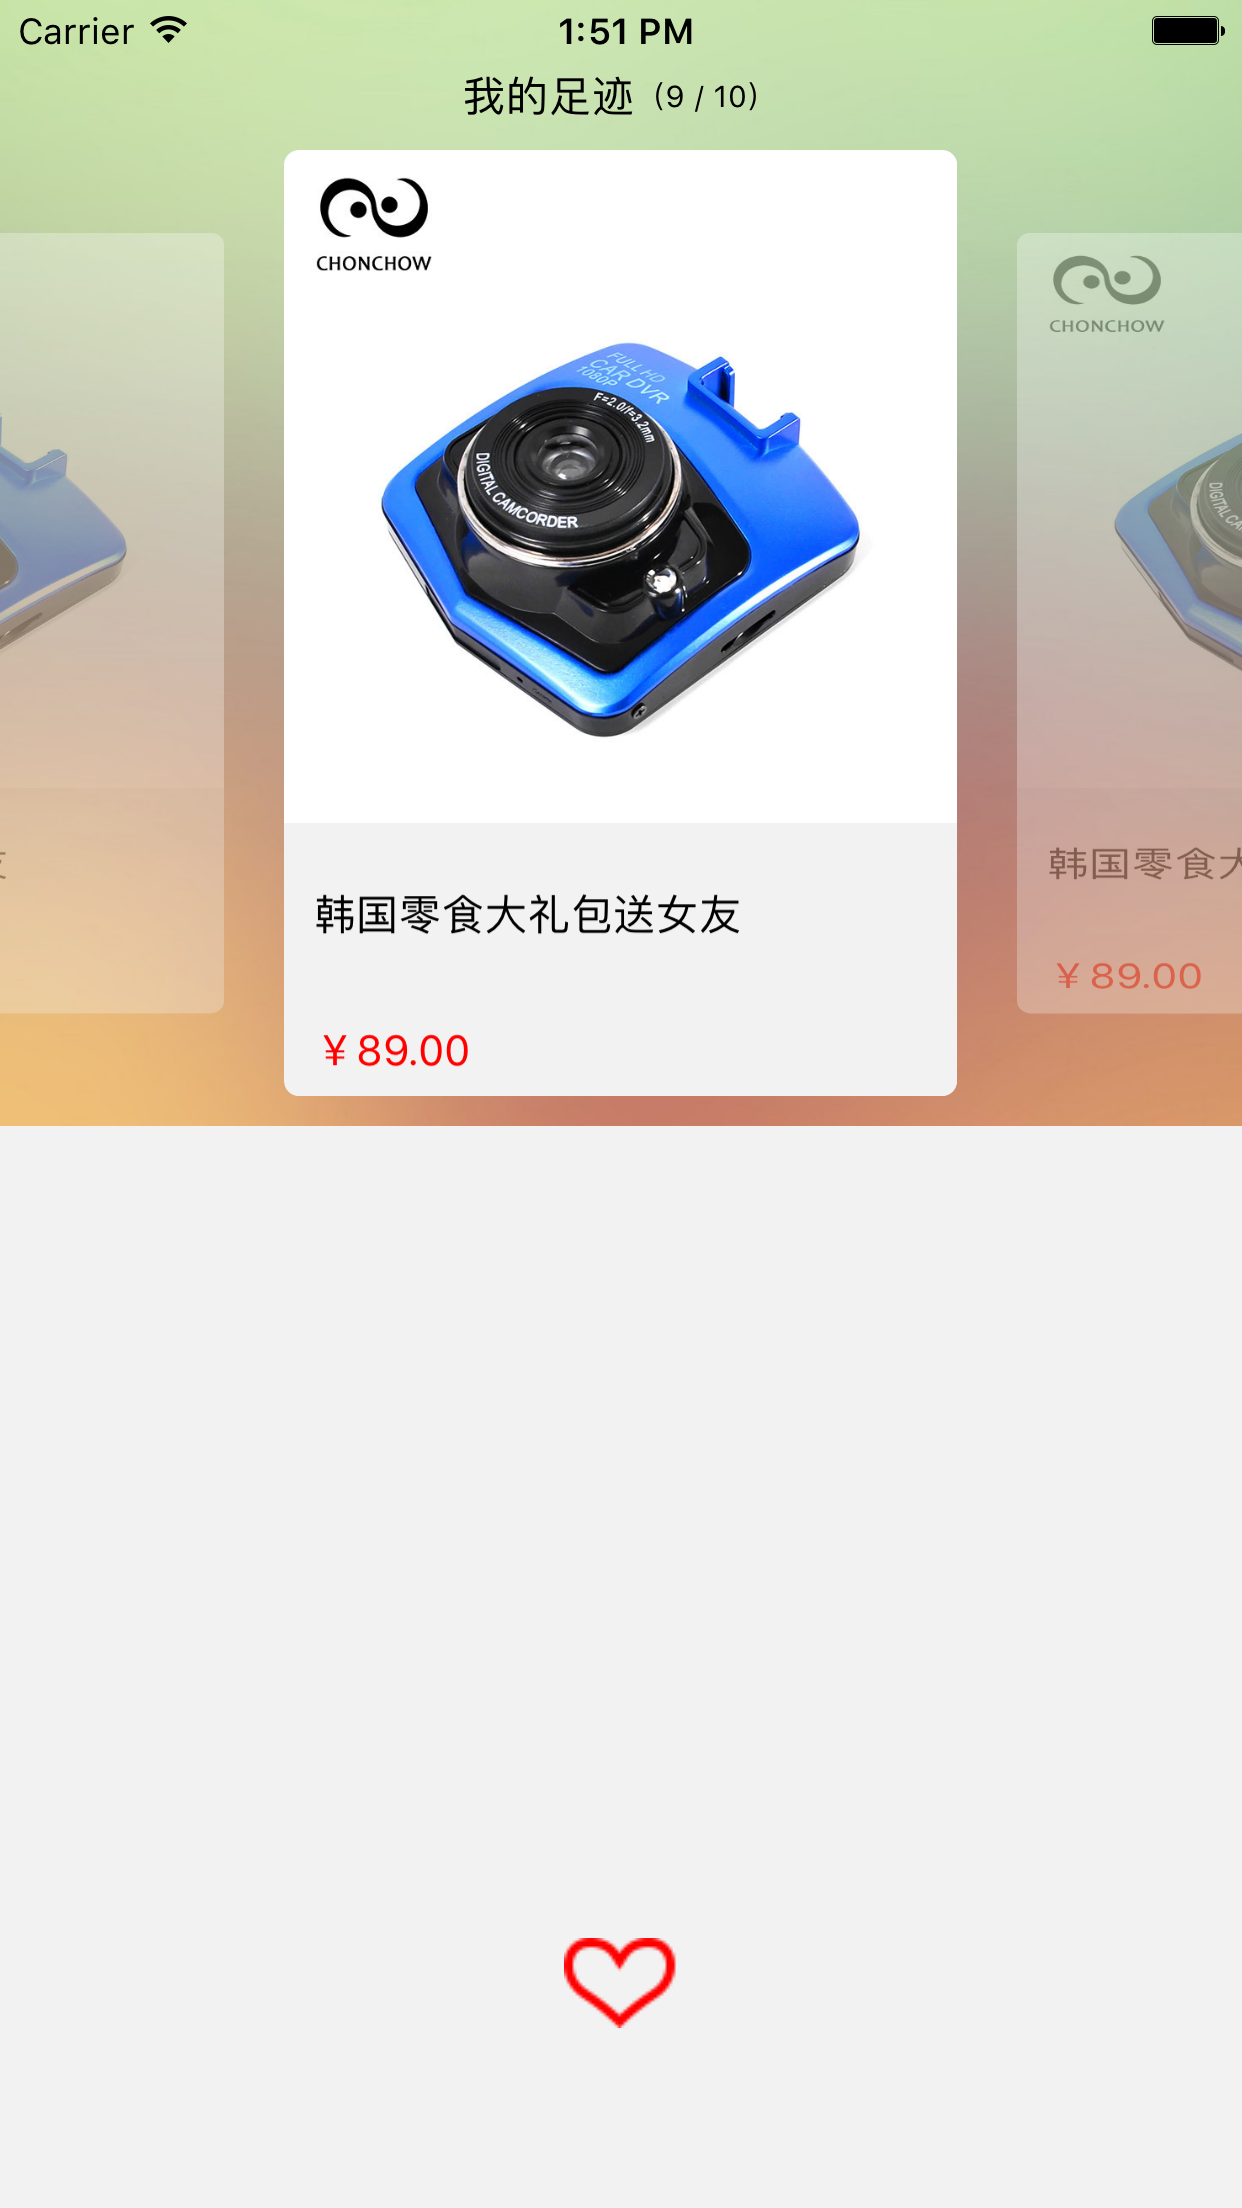 Carrier 1:51 PM
我的足迹（9 / 10）
CHONCHOW
FULL HD
CAR DVR
1080P
F=2.0/f=3.2mm
DIGITAL CAMCORDER
韩国零食大礼包送女友
￥89.00
CHONCHOW
DIGITAL CA
韩国零食大
￥89.00